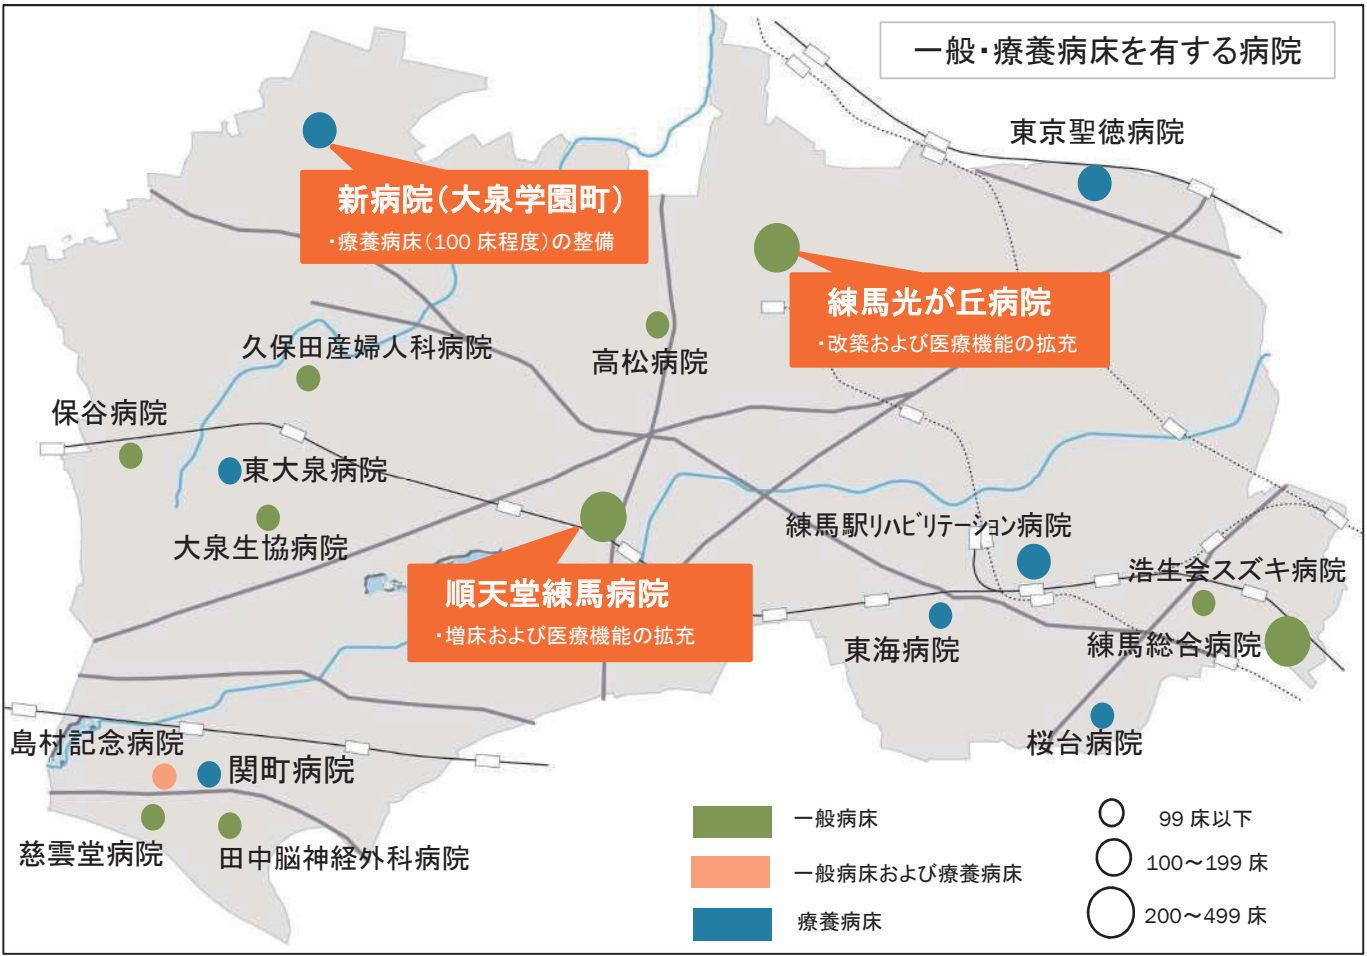 一般・療養病床を有する病院
東京聖徳病院
新病院(大泉学園町)
・療養病床(100 床程度)の整備
練馬光が丘病院
・改築および医療機能の拡充
久保田産婦人科病院
高松病院
保谷病院
東大泉病院
大泉生協病院
練馬駅リハビリテーション病院
浩生会スズキ病院
順天堂練馬病院
・増床および医療機能の拡充
東海病院
練馬総合病院
島村記念病院
関町病院
桜台病院
慈雲堂病院
田中脳神経外科病院
一般病床
一般病床および療養病床
療養病床
99 床以下
100～199 床
200～499 床